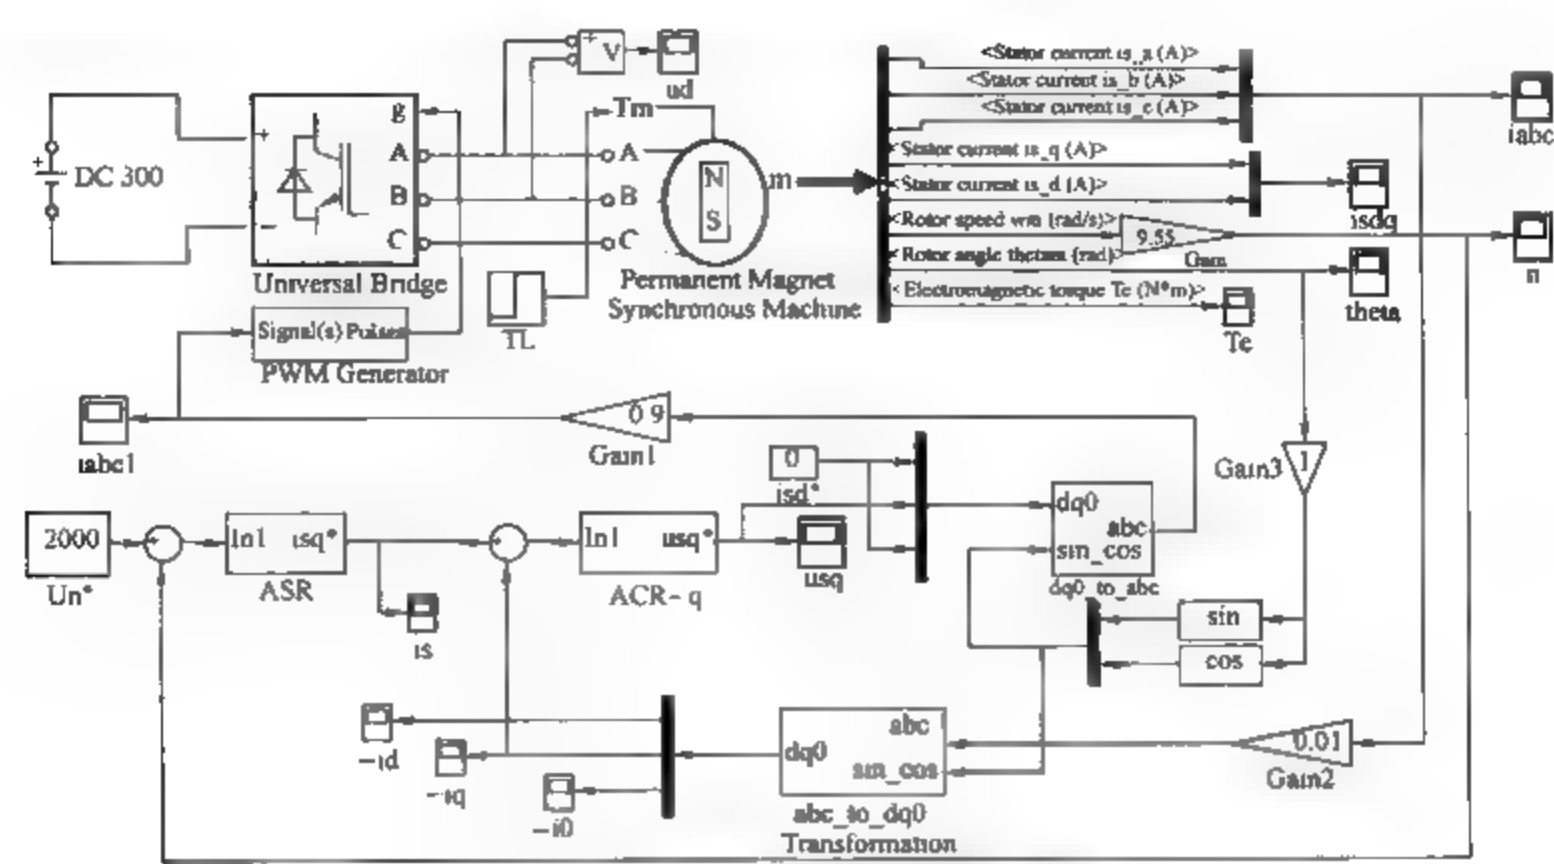 V
ud
g
Tm
<Stator current is_a (A)>
<Stator current is_b (A)>
<Stator current is_c (A)>
iabc
+
DC 300
+
A
B
C
A
B
C
N
S
m
<Stator current is_q (A)>
<Stator current is_d (A)>
isdq
<Rotor speed wm (rad/s)>
9.55
Gain
n
<Rotor angle thetam (rad)>
theta
<Electromagnetic torque Te (N*m)>
Te
Universal Bridge
Permanent Magnet
Synchronous Machine
TL
Signal(s) Pulses
PWM Generator
iabc1
0.9
Gain1
0
isd*
Gain3
1
dq0
abc
sin_cos
dq0_to_abc
2000
Un*
In1
usq*
ASR
is
In1
usq*
ACR-q
usq
sin
cos
-id
-iq
-i0
dq0
abc
sin_cos
abc_to_dq0
Transformation
0.01
Gain2